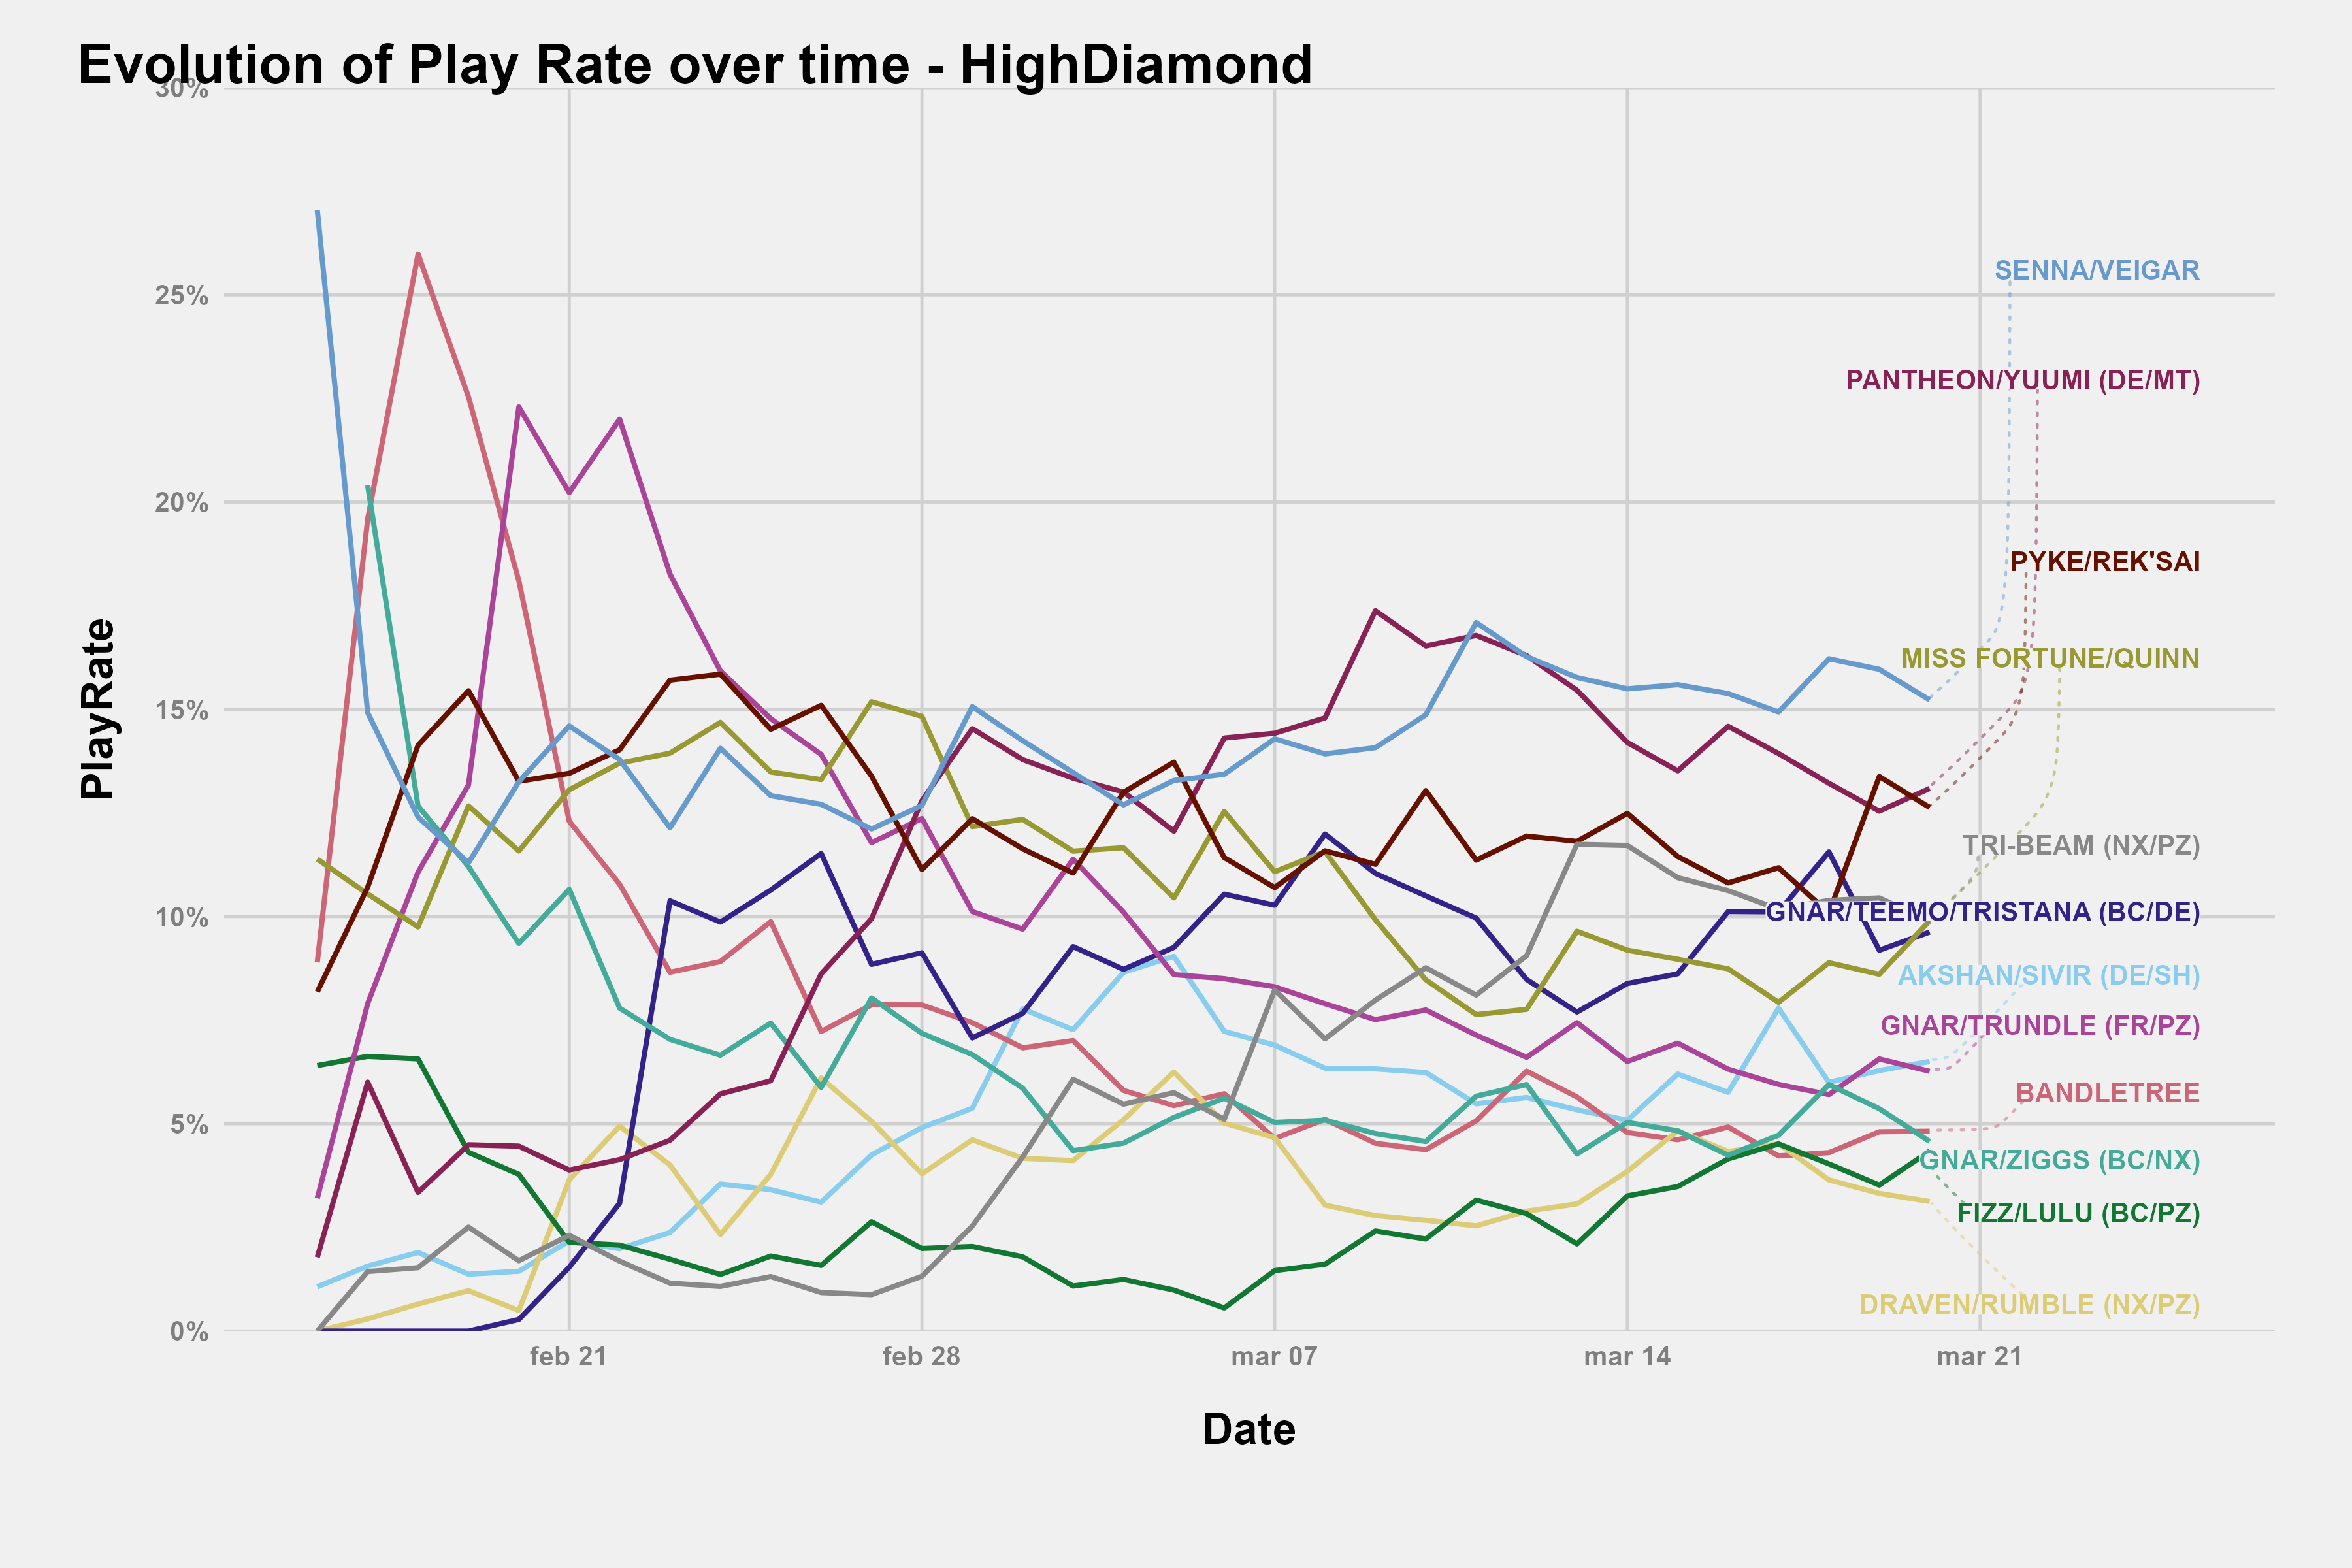 Evolution of Play Rate over time - HighDiamond
30%
25%
20%
15%
10%
5%
0%
PlayRate
SENNA/VEIGAR
PANTHEON/YUUMI (DE/MT)
PYKE/REK'SAI
MISS FORTUNE/QUINN
TRI-BEAM (NX/PZ)
GNAR/TEEMO/TRISTANA (BC/DE)
AKSHAN/SIVIR (DE/SH)
GNAR/TRUNDLE (FR/PZ)
BANDLETREE
GNAR/ZIGGS (BC/NX)
FIZZ/LULU (BC/PZ)
DRAVEN/RUMBLE (NX/PZ)
feb 21
feb 28
mar 07
mar 14
mar 21
Date